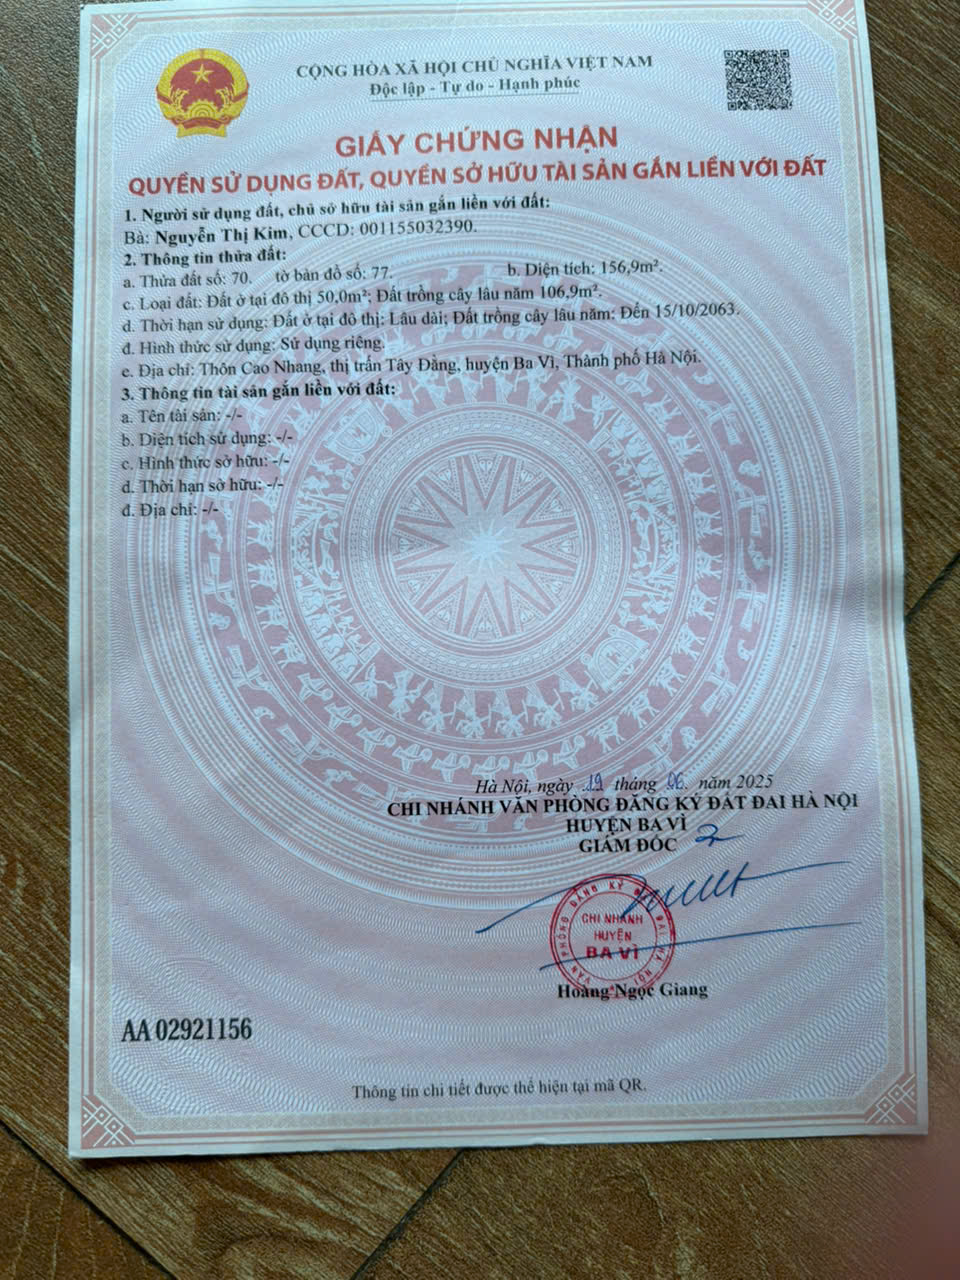 CỘNG HÒA XÃ HỘI CHỦ NGHĨA VIỆT NAM
Độc lập - Tự do - Hạnh phúc
GIẤY CHỨNG NHẬN
QUYỀN SỬ DỤNG ĐẤT, QUYỀN SỞ HỮU TÀI SẢN GẮN LIỀN VỚI ĐẤT
1. Người sử dụng đất, chủ sở hữu tài sản gắn liền với đất:
Bà: Nguyễn Thị Kim, CCCD: 001155032390.
2. Thông tin thửa đất:
a. Thửa đất số: 70. tờ bản đồ số: 77. b. Diện tích: 156,9m².
c. Loại đất: Đất ở tại đô thị 50,0m²; Đất trồng cây lâu năm 106,9m².
d. Thời hạn sử dụng: Đất ở tại đô thị: Lâu dài; Đất trồng cây lâu năm: Đến 15/10/2063.
đ. Hình thức sử dụng: Sử dụng riêng.
e. Địa chỉ: Thôn Cao Nhang, thị trấn Tây Đằng, huyện Ba Vì, Thành phố Hà Nội.
3. Thông tin tài sản gắn liền với đất:
a. Tên tài sản: -/-
b. Diện tích sử dụng: -/-
c. Hình thức sở hữu: -/-
d. Thời hạn sở hữu: -/-
đ. Địa chỉ: -/-
Hà Nội, ngày 19 tháng 06 năm 2025
CHI NHÁNH VĂN PHÒNG ĐĂNG KÝ ĐẤT ĐAI HÀ NỘI
HUYỆN BA VÌ
GIÁM ĐỐC
VĂN PHÒNG ĐĂNG KÝ ĐẤT ĐAI HÀ NỘI
CHI NHÁNH
HUYỆN
BA VÌ
Hoàng Ngọc Giang
AA 02921156
Thông tin chi tiết được thể hiện tại mã QR.